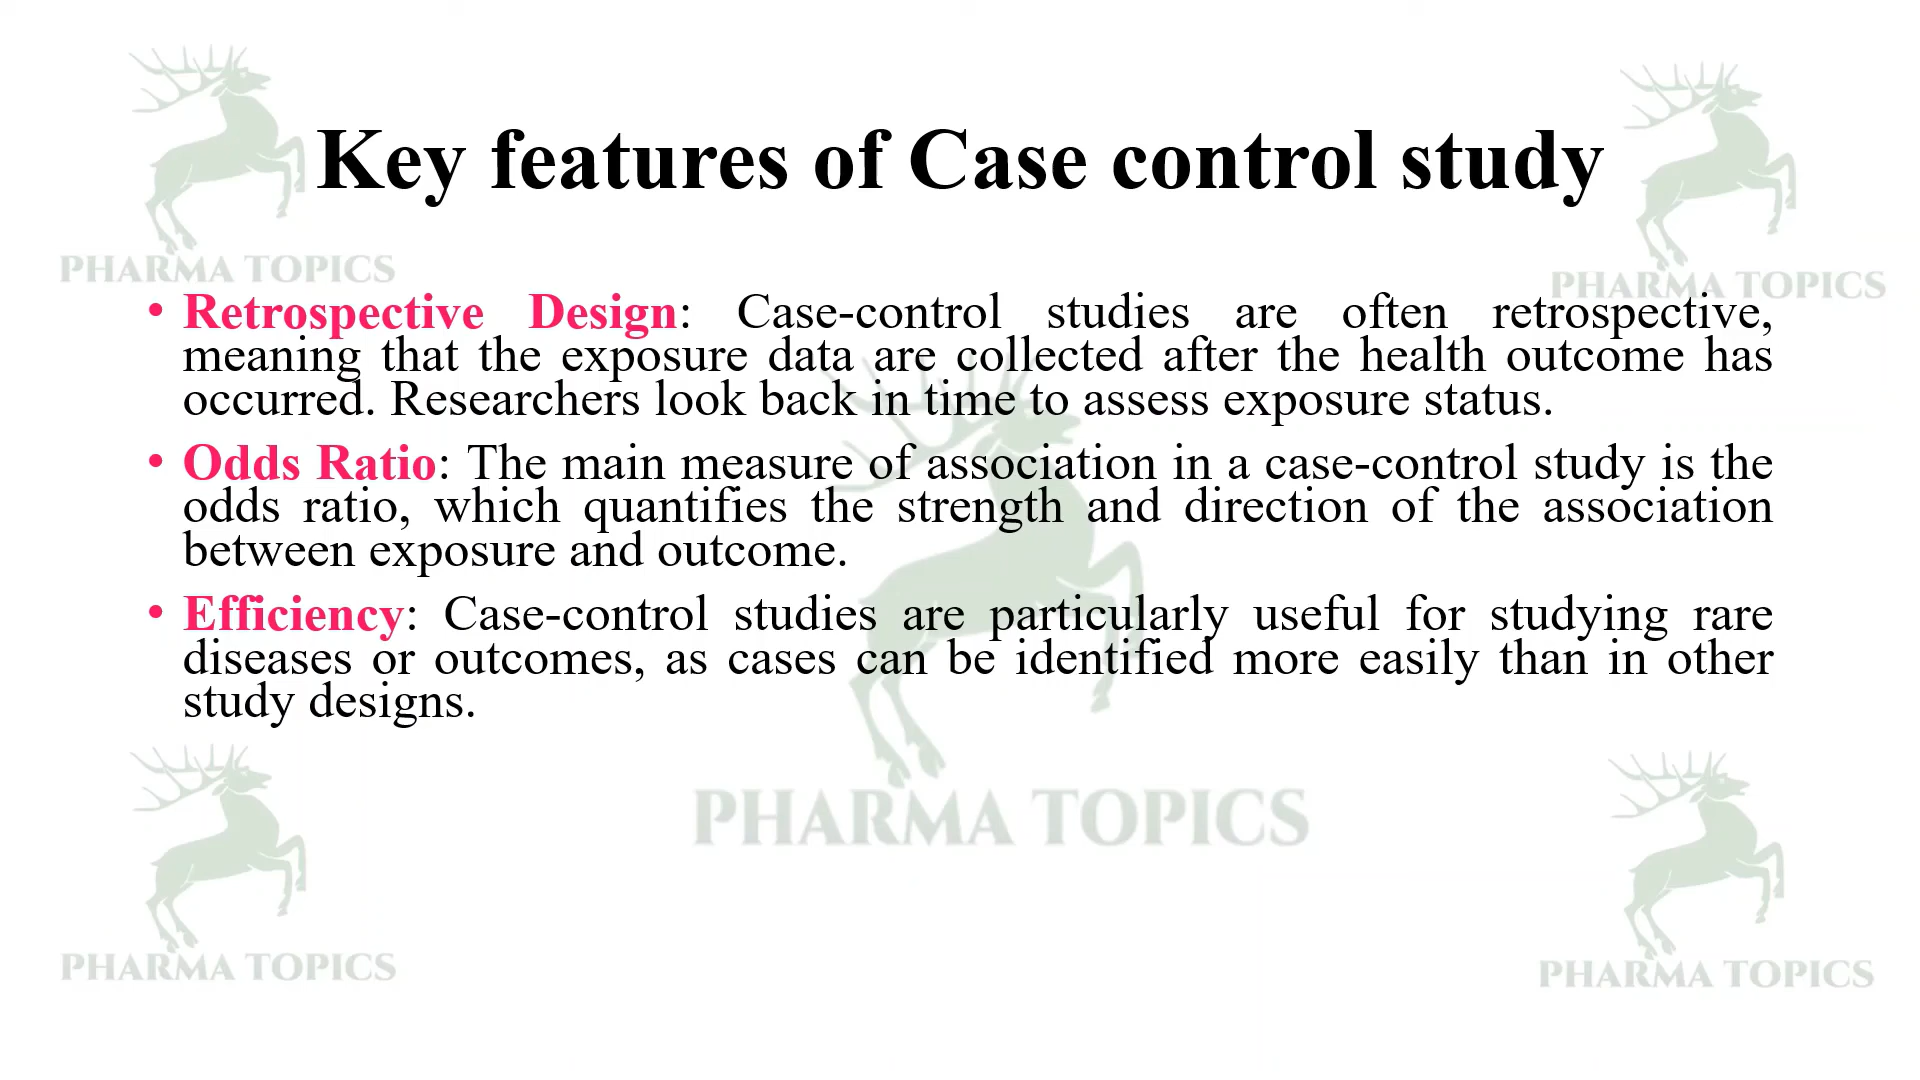 PHARMA TOPICS
PHARMA TOPICS
Key features of Case control study
• Retrospective Design: Case-control studies are often retrospective,
meaning that the exposure data are collected after the health outcome has
occurred. Researchers look back in time to assess exposure status.
• Odds Ratio: The main measure of association in a case-control study is the
odds ratio, which quantifies the strength and direction of the association
between exposure and outcome.
• Efficiency: Case-control studies are particularly useful for studying rare
diseases or outcomes, as cases can be identified more easily than in other
study designs.
PHARMA TOPICS
PHARMA TOPICS
PHARMA TOPICS